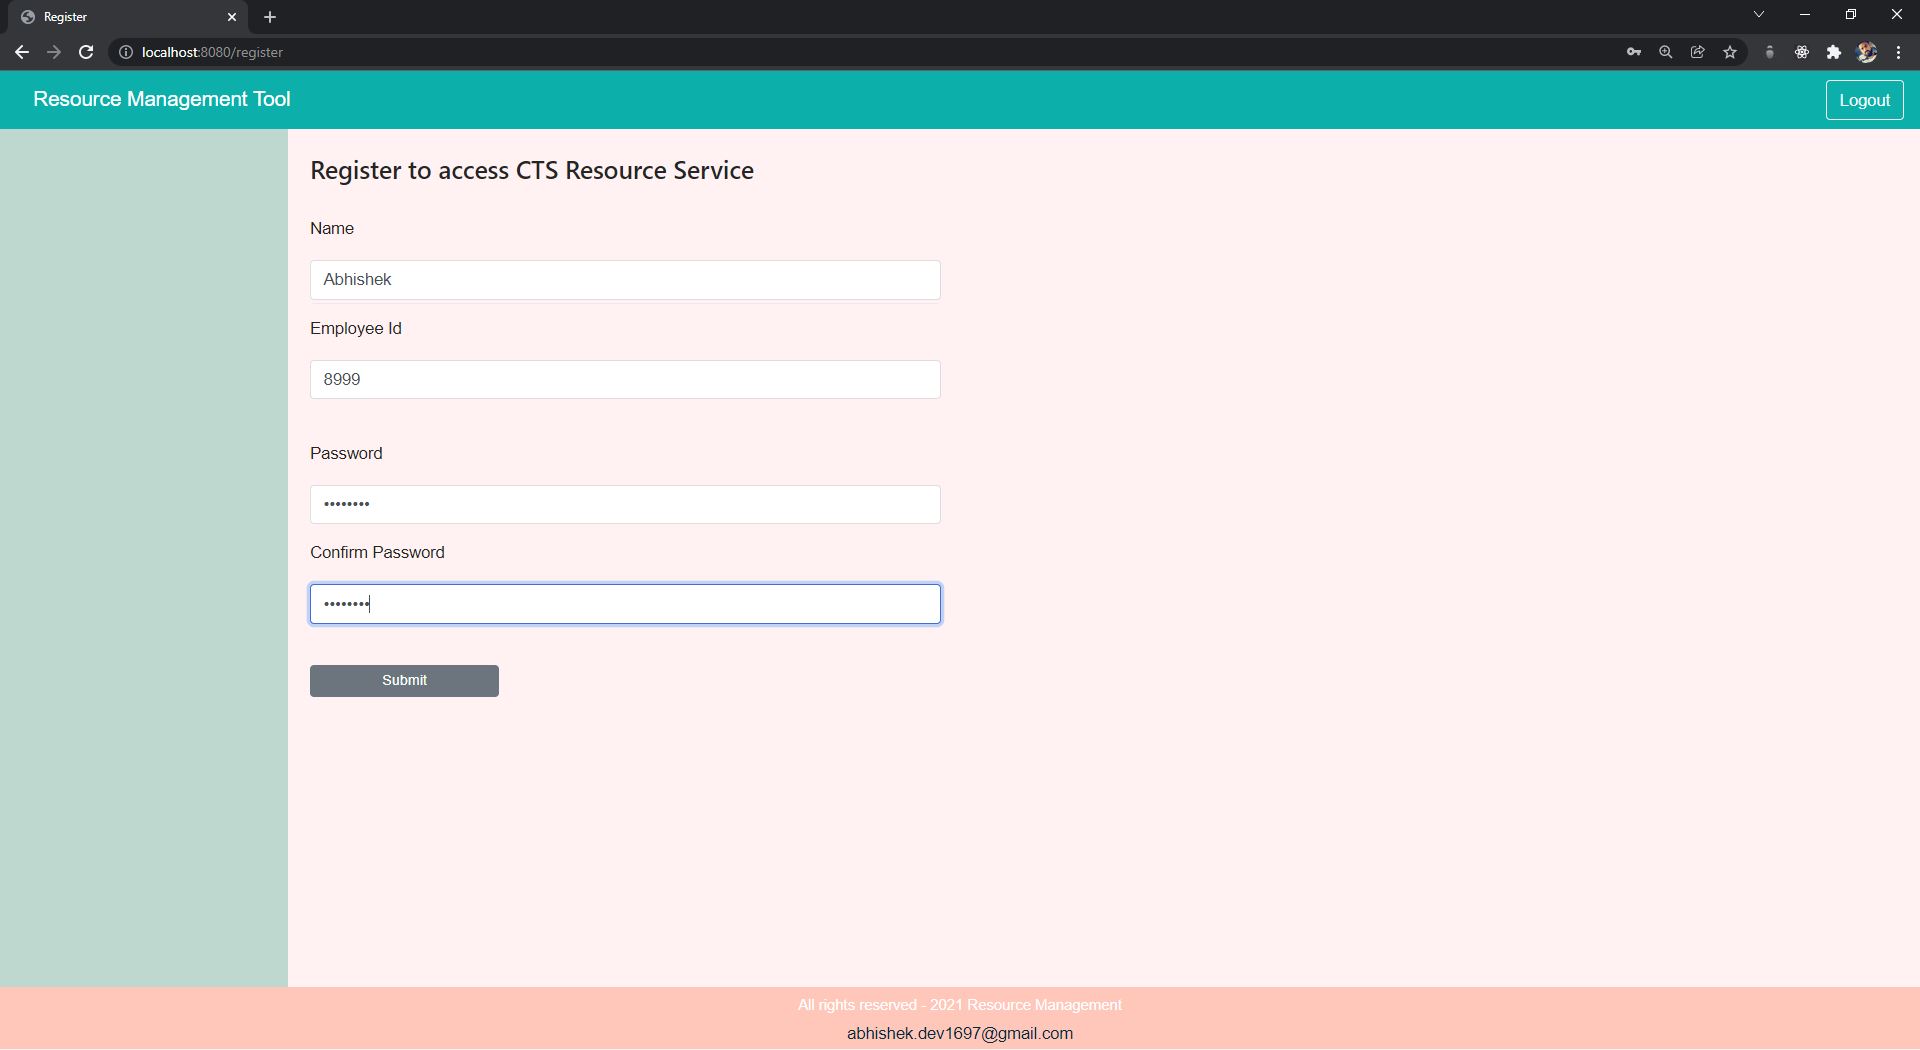 Register
localhost:8080/register
Resource Management Tool
Logout
Register to access CTS Resource Service
Name
Abhishek
Employee Id
8999
Password
••••••••
Confirm Password
••••••••
Submit
All rights reserved - 2021 Resource Management
abhishek.dev1697@gmail.com